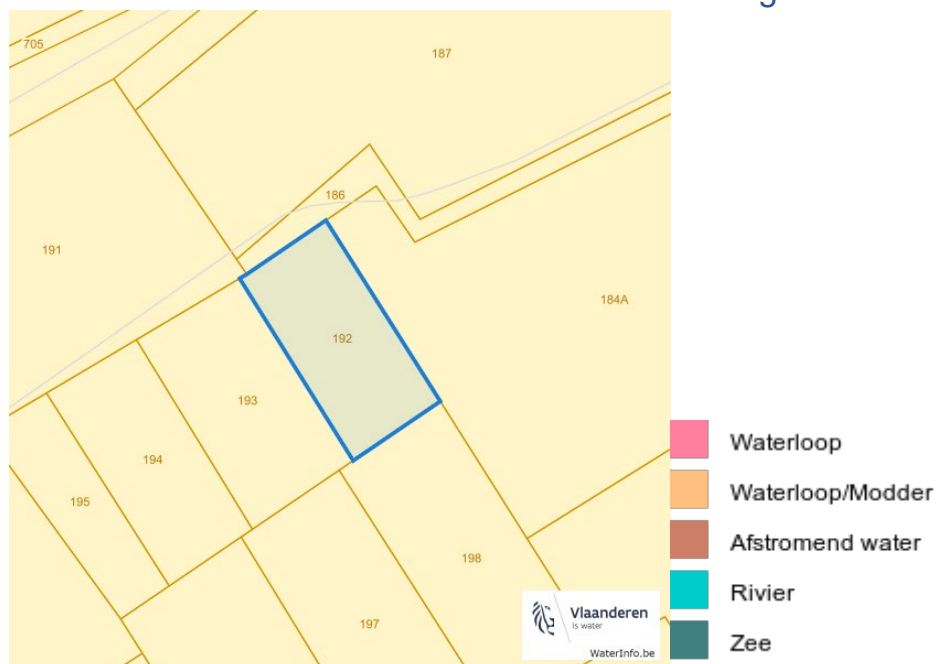 705
187
186
191
184A
192
193
194
195
198
197
Vlaanderen
is water
WaterInfo.be
Waterloop
Waterloop/Modder
Afstromend water
Rivier
Zee